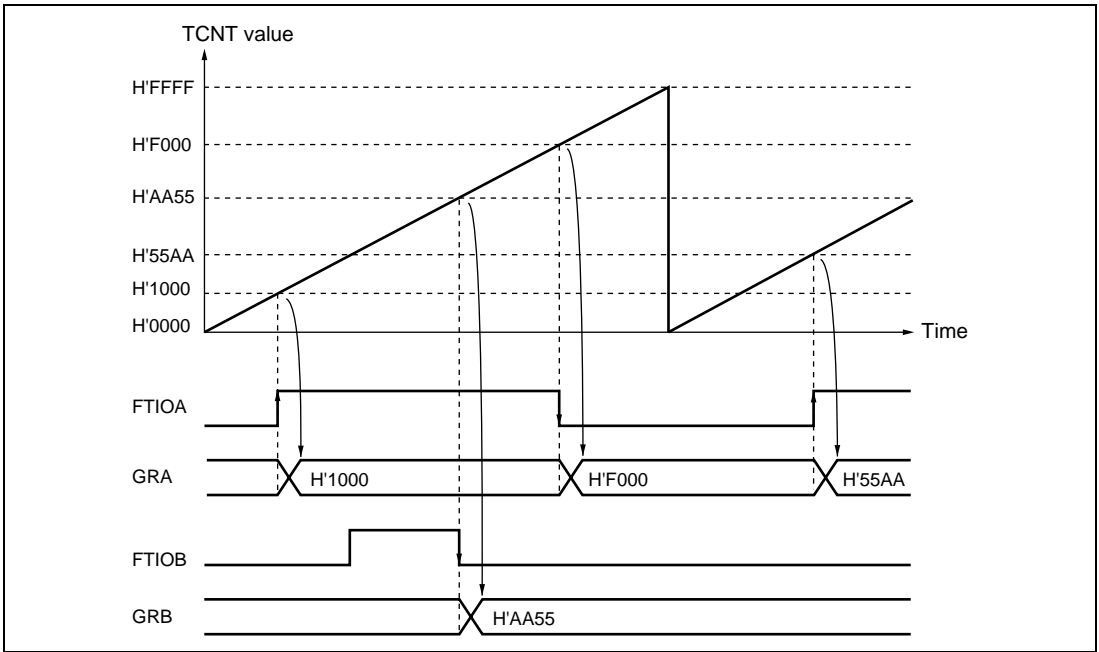 TCNT value
H'FFFF
H'F000
H'AA55
H'55AA
H'1000
H'0000
Time
FTIOA
GRA
H'1000
H'F000
H'55AA
FTIOB
GRB
H'AA55